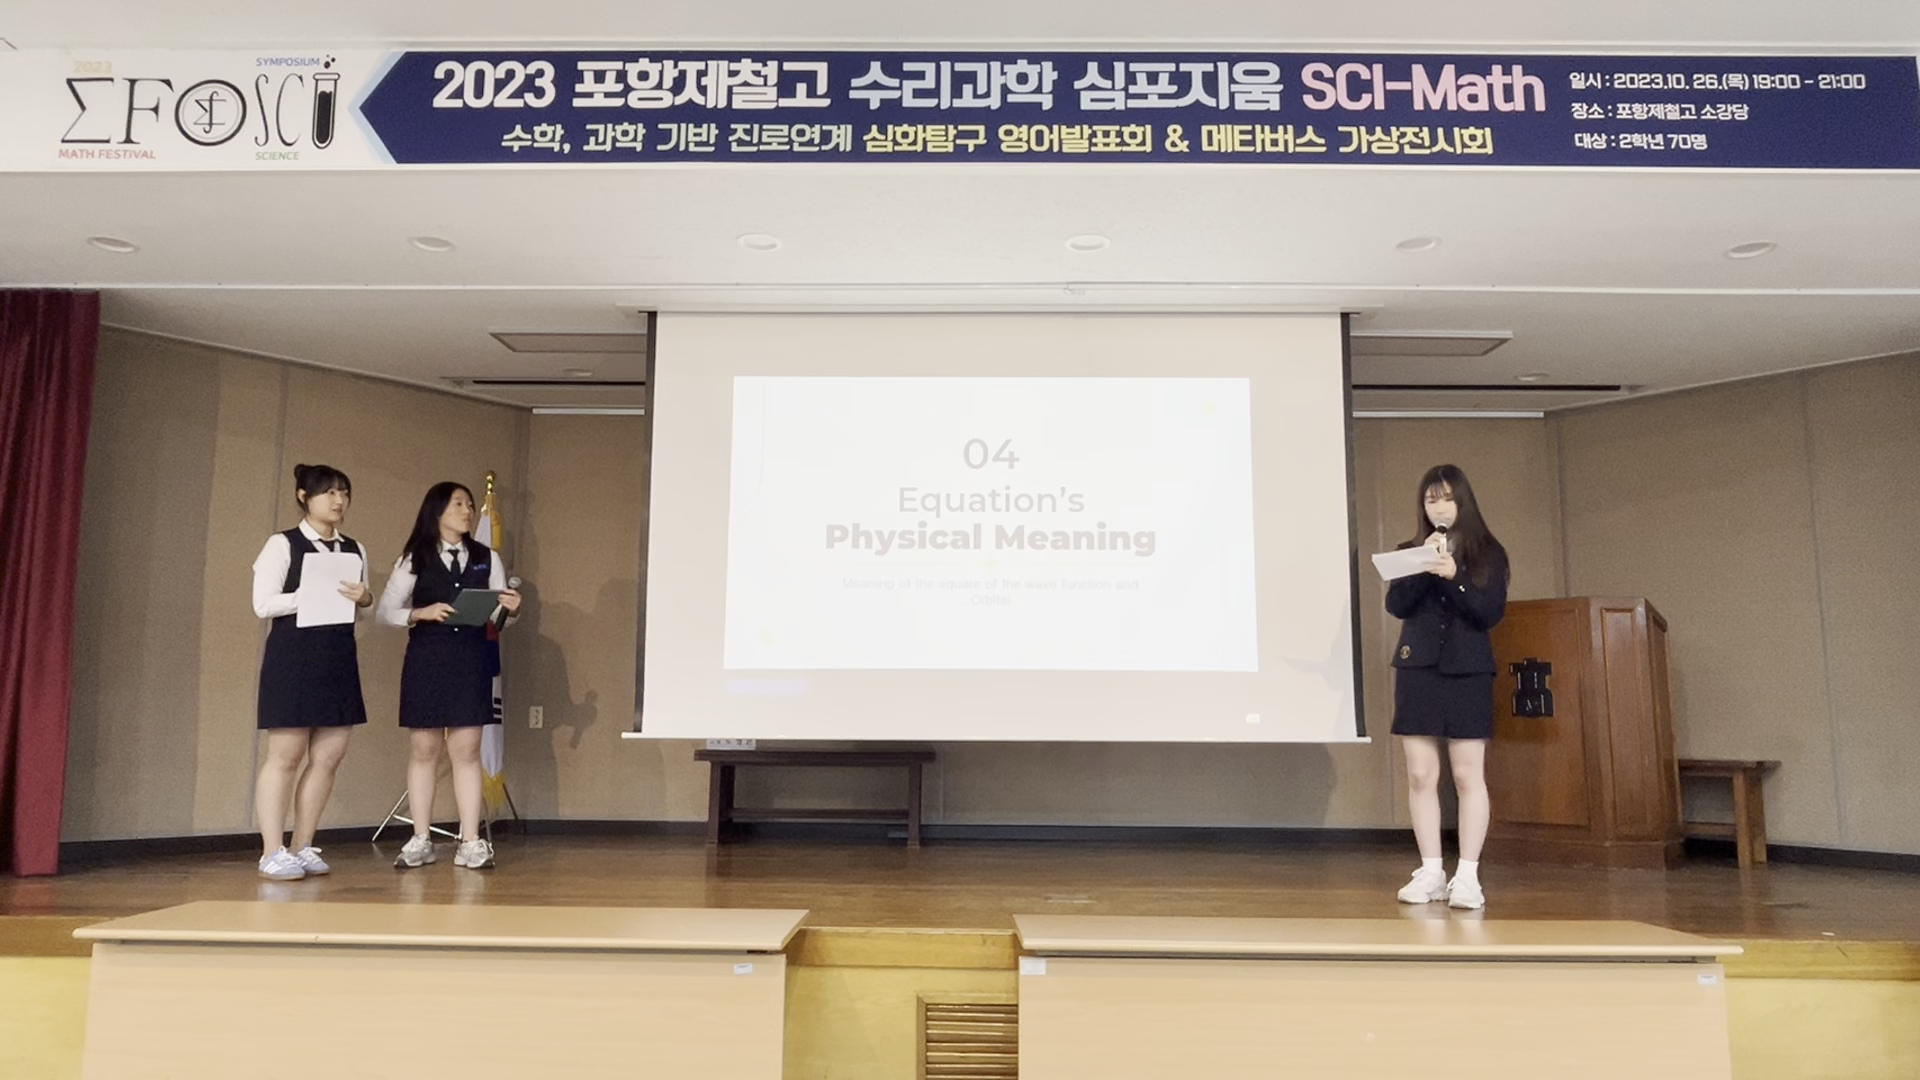 2023
SYMPOSIUM
ΣFOSCI
MATH FESTIVAL
SCIENCE
2023 포항제철고 수리과학 심포지움 SCI-Math
수학, 과학 기반 진로연계 심화탐구 영어발표회 & 메타버스 가상전시회
일시 : 2023.10. 26.(목) 19:00 - 21:00
장소 : 포항제철고 소강당
대상 : 2학년 70명
04
Equation's
Physical Meaning
Meaning of the square of the wave function and
Orbital